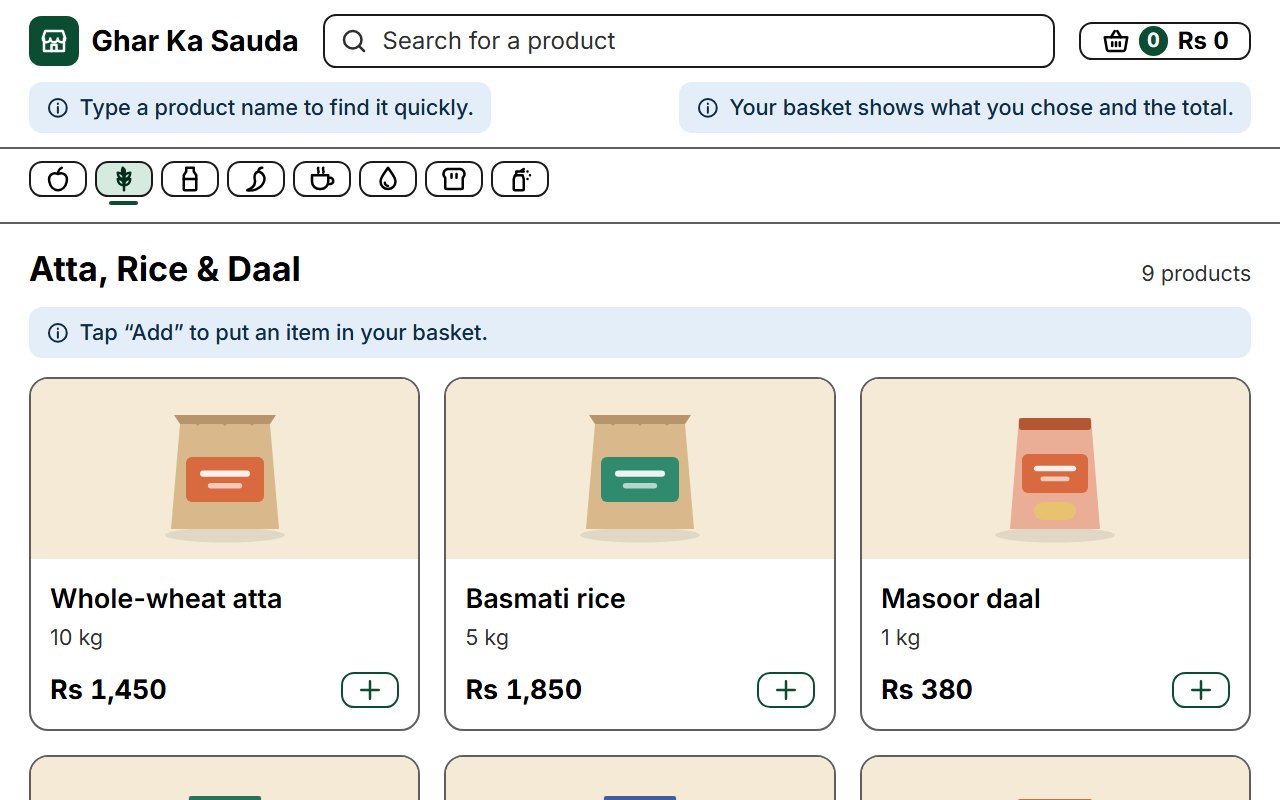 Ghar Ka Sauda
Search for a product
0 Rs 0
Type a product name to find it quickly.
Your basket shows what you chose and the total.
Atta, Rice & Daal
9 products
Tap “Add” to put an item in your basket.
Whole-wheat atta
10 kg
Rs 1,450
Basmati rice
5 kg
Rs 1,850
Masoor daal
1 kg
Rs 380